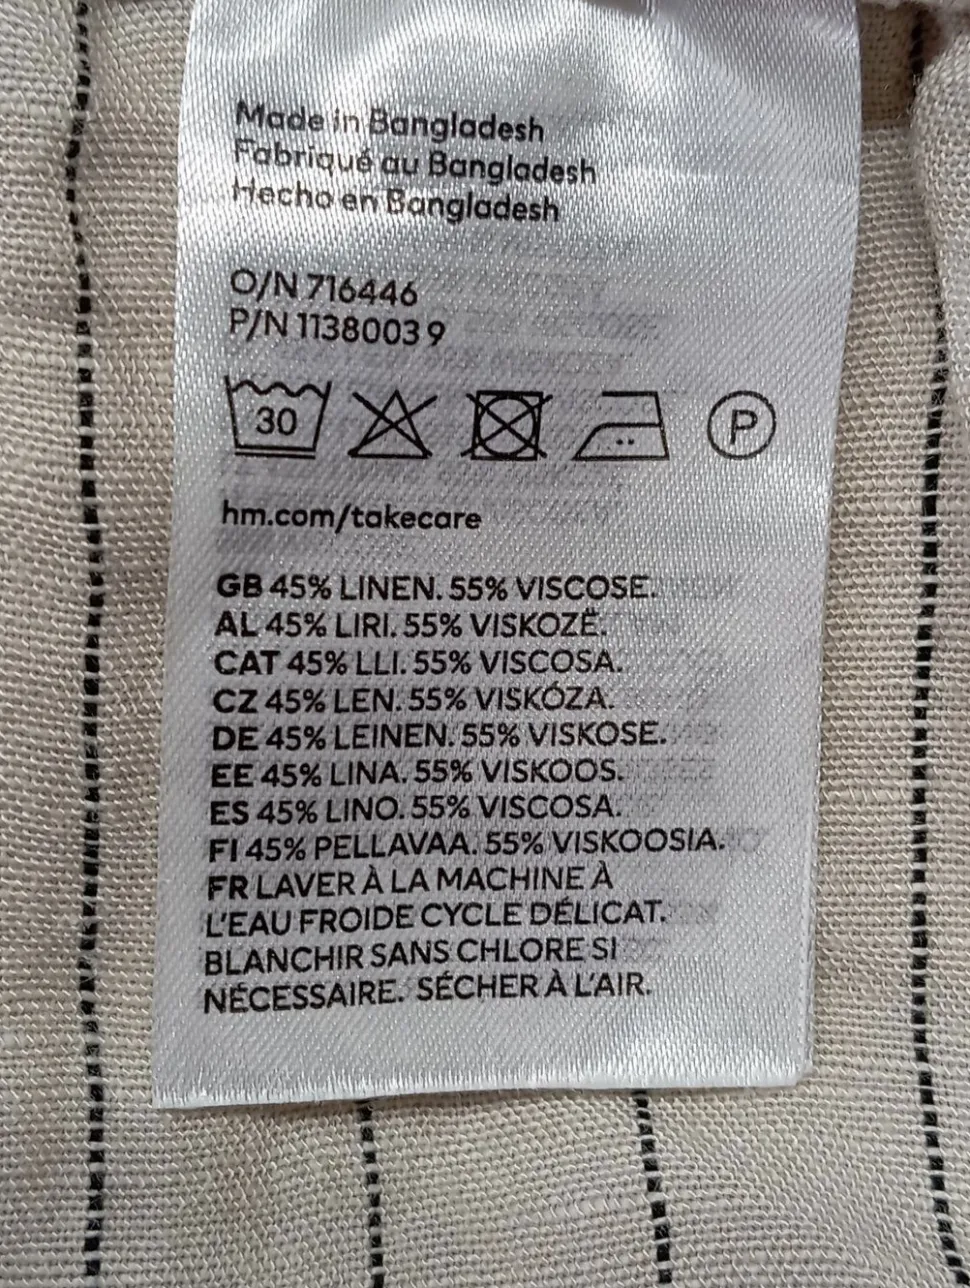 Made in Bangladesh
Fabriqué au Bangladesh
Hecho en Bangladesh
O/N 716446
P/N 1138003 9
30
P
hm.com/takecare
GB 45% LINEN. 55% VISCOSE.
AL 45% LIRI. 55% VISKOZË.
CAT 45% LLI. 55% VISCOSA.
CZ 45% LEN. 55% VISKÓZA.
DE 45% LEINEN. 55% VISKOSE.
EE 45% LINA. 55% VISKOOS.
ES 45% LINO. 55% VISCOSA.
FI 45% PELLAVAA. 55% VISKOOSIA.
FR LAVER À LA MACHINE À
L'EAU FROIDE CYCLE DÉLICAT.
BLANCHIR SANS CHLORE SI
NÉCESSAIRE. SÉCHER À L'AIR.